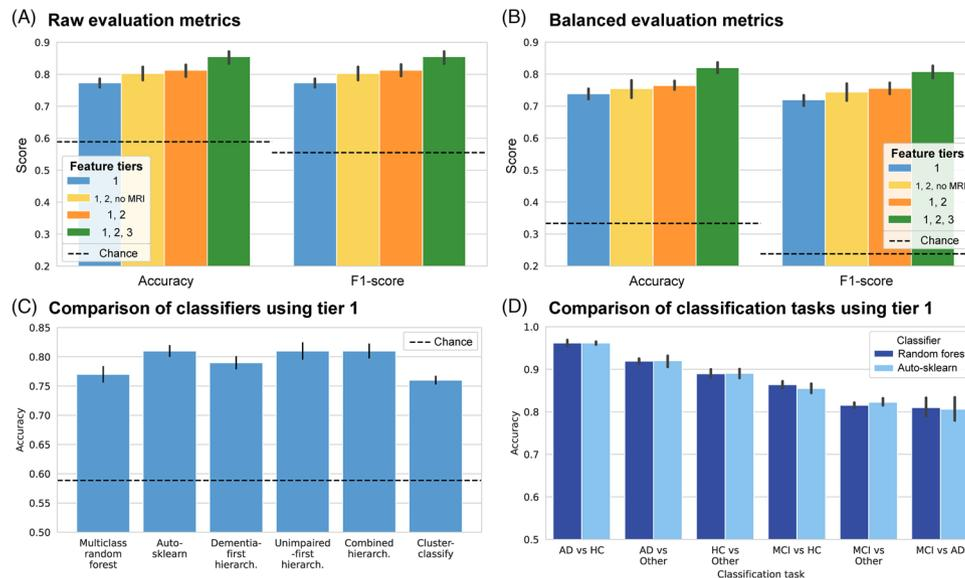 (A) Raw evaluation metrics
0.9
0.8
0.7
0.6
0.5
0.4
0.3
0.2
Score
Feature tiers
1
1, 2, no MRI
1, 2
1, 2, 3
Chance
Accuracy
F1-score
(B) Balanced evaluation metrics
0.9
0.8
0.7
0.6
0.5
0.4
0.3
0.2
Score
Feature tiers
1
1, 2, no MRI
1, 2
1, 2, 3
Chance
Accuracy
F1-score
(C) Comparison of classifiers using tier 1
0.85
0.80
0.75
0.70
0.65
0.60
0.55
0.50
Accuracy
Chance
Multiclass
random
forest
Auto-
sklearn
Dementia-
first
hierarch.
Unimpaired
-first
hierarch.
Combined
hierarch.
Cluster-
classify
(D) Comparison of classification tasks using tier 1
1.0
0.9
0.8
0.7
0.6
0.5
Accuracy
Classifier
Random fores
Auto-sklearn
AD vs HC
AD vs
Other
HC vs
Other
MCI vs HC
MCI vs
Other
MCI vs AD
Classification task